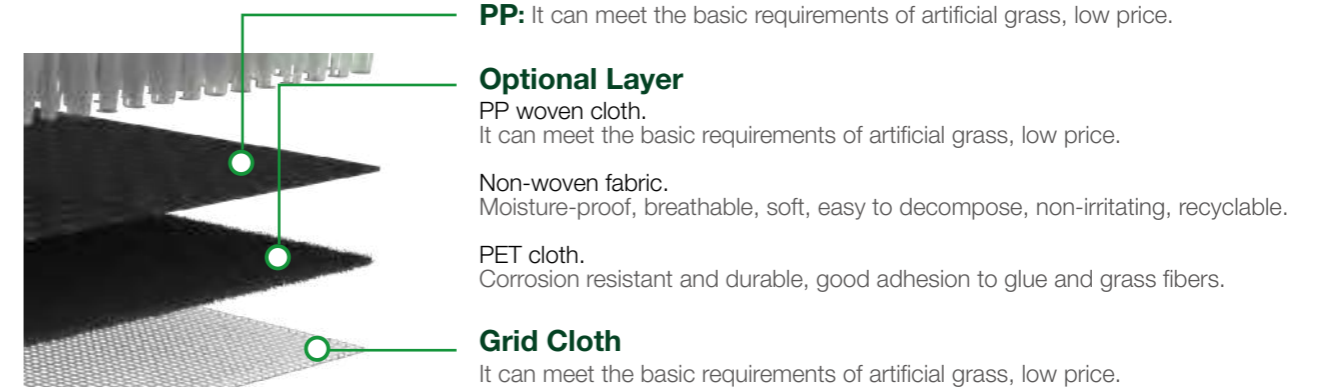 PP: It can meet the basic requirements of artificial grass, low price.
Optional Layer
PP woven cloth.
It can meet the basic requirements of artificial grass, low price.
Non-woven fabric.
Moisture-proof, breathable, soft, easy to decompose, non-irritating, recyclable.
PET cloth.
Corrosion resistant and durable, good adhesion to glue and grass fibers.
Grid Cloth
It can meet the basic requirements of artificial grass, low price.